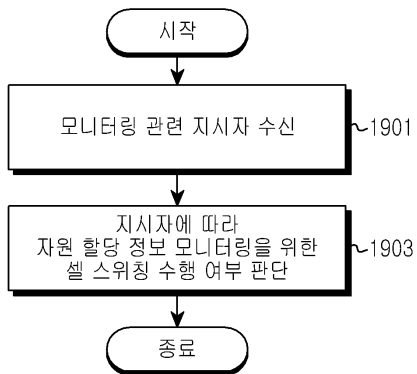 시작
모니터링 관련 지시자 수신
1901
지시자에 따라
자원 할당 정보 모니터링을 위한
셀 스위칭 수행 여부 판단
1903
종료